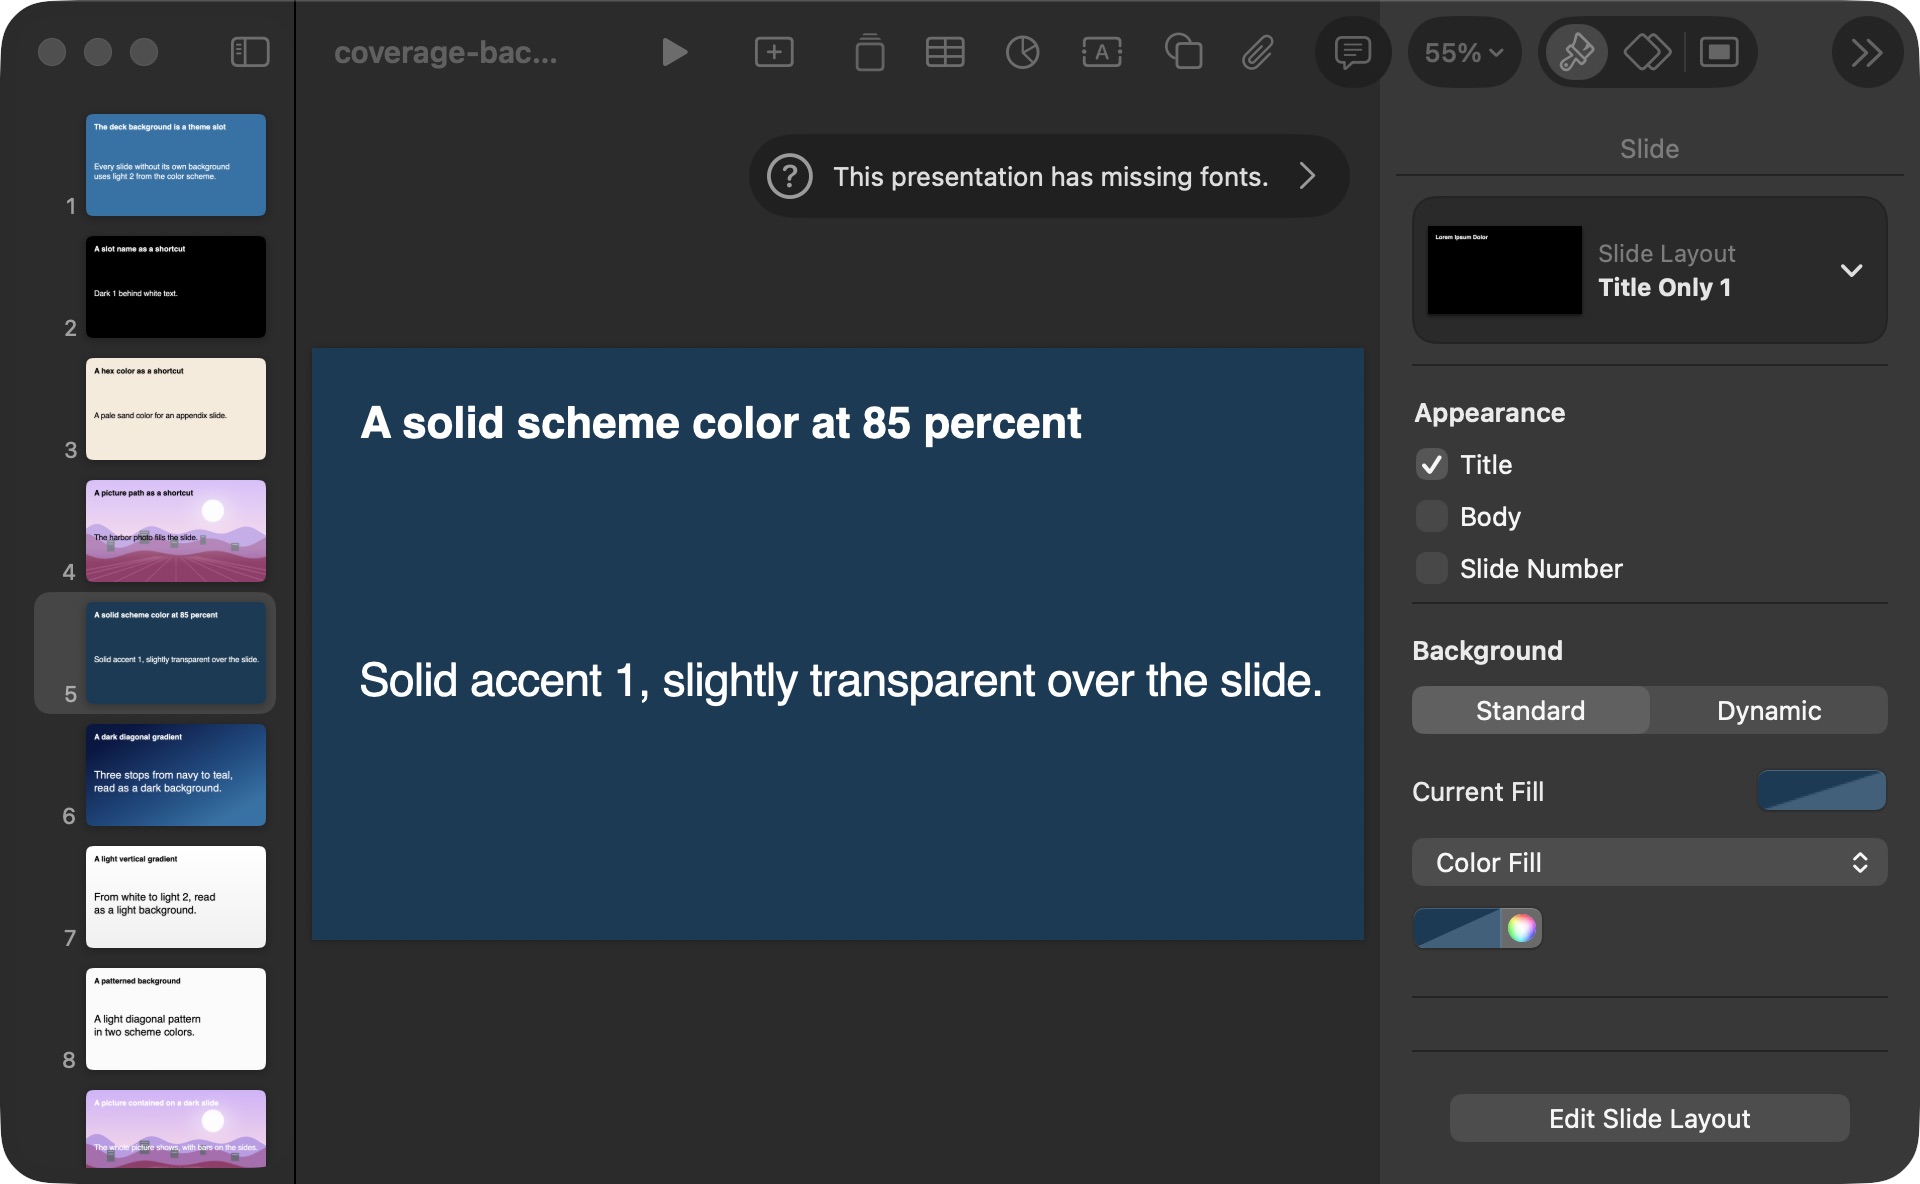 coverage-bac...
55%
This presentation has missing fonts.
The deck background is a theme slot
Every slide without its own background
uses light 2 from the color scheme.
1
A slot name as a shortcut
Dark 1 behind white text.
2
A hex color as a shortcut
A pale sand color for an appendix slide.
3
A picture path as a shortcut
The harbor photo fills the slide.
4
A solid scheme color at 85 percent
Solid accent 1, slightly transparent over the slide.
5
A dark diagonal gradient
Three stops from navy to teal,
read as a dark background.
6
A light vertical gradient
From white to light 2, read
as a light background.
7
A patterned background
A light diagonal pattern
in two scheme colors.
8
A picture contained on a dark slide
The whole picture shows, with bars on the sides.
A solid scheme color at 85 percent
Solid accent 1, slightly transparent over the slide.
Slide
Lorem Ipsum Dolor
Slide Layout
Title Only 1
Appearance
Title
Body
Slide Number
Background
Standard
Dynamic
Current Fill
Color Fill
Edit Slide Layout